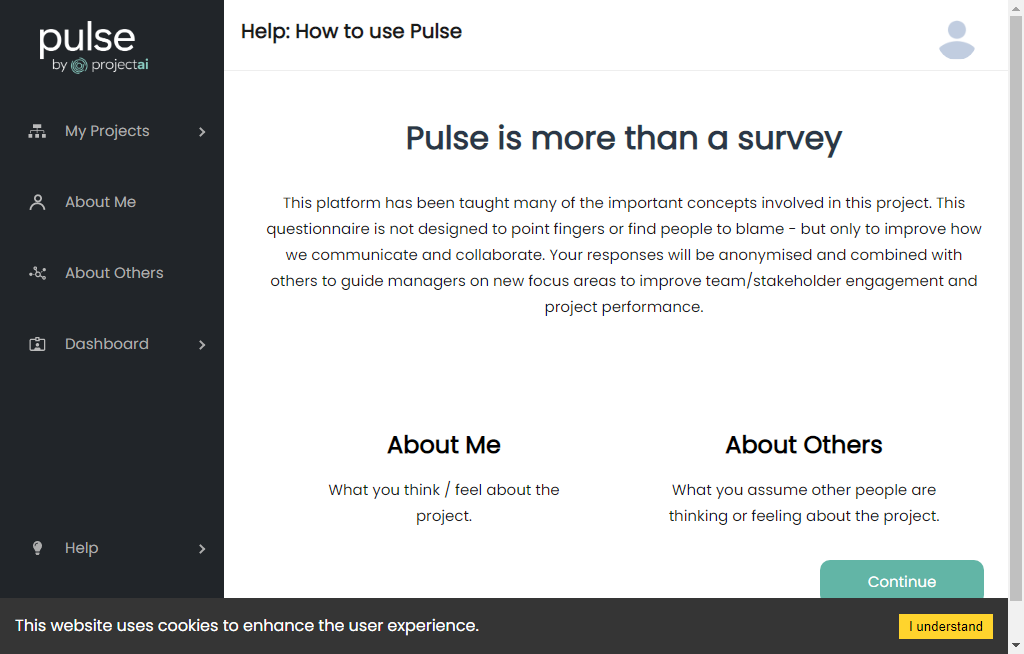 pulse
by projectai
My Projects
About Me
About Others
Dashboard
Help
Help: How to use Pulse
Pulse is more than a survey
This platform has been taught many of the important concepts involved in this project. This
questionnaire is not designed to point fingers or find people to blame - but only to improve how
we communicate and collaborate. Your responses will be anonymised and combined with
others to guide managers on new focus areas to improve team/stakeholder engagement and
project performance.
About Me
What you think / feel about the
project.
About Others
What you assume other people are
thinking or feeling about the project.
Continue
This website uses cookies to enhance the user experience.
I understand